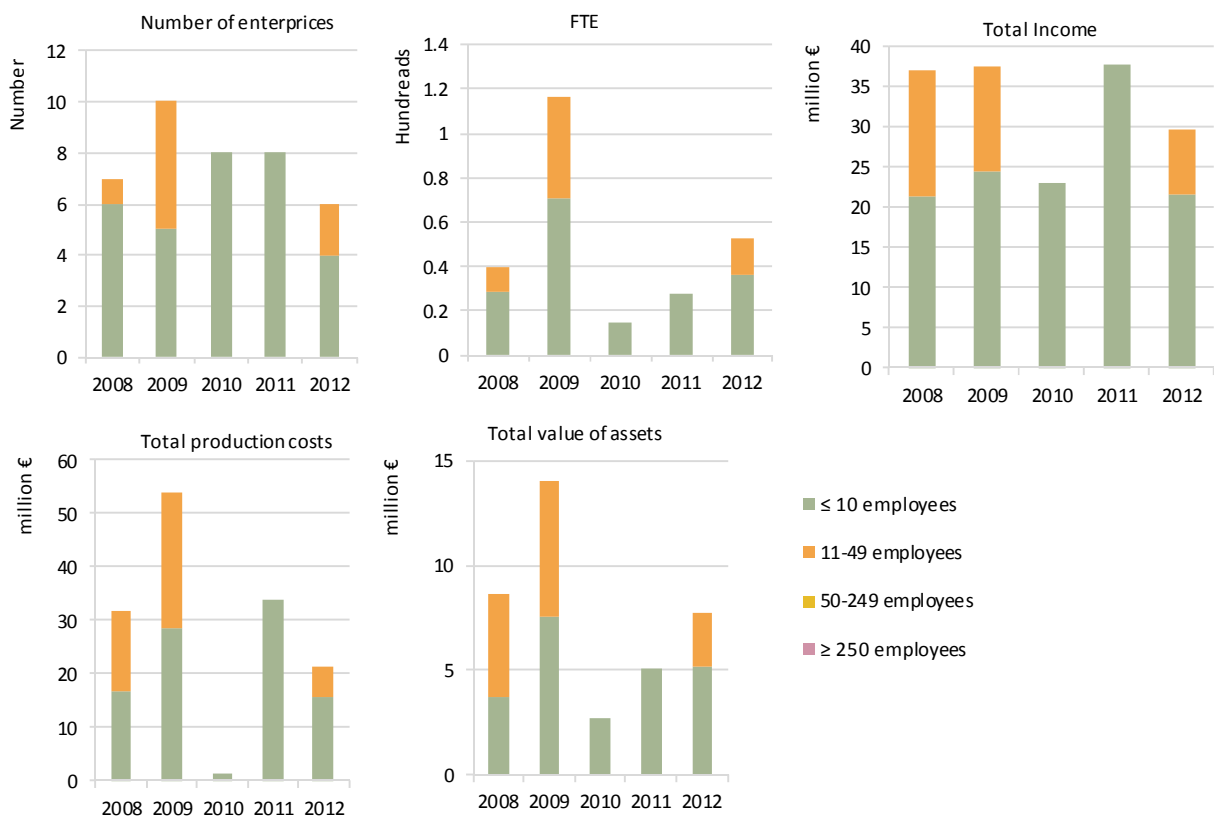 Number of enterprices
Number
12
10
8
6
4
2
0
2008 2009 2010 2011 2012
FTE
Hundreads
1.4
1.2
1
0.8
0.6
0.4
0.2
0
2008 2009 2010 2011 2012
Total Income
million €
40
35
30
25
20
15
10
5
0
2008 2009 2010 2011 2012
Total production costs
million €
60
50
40
30
20
10
0
2008 2009 2010 2011 2012
Total value of assets
million €
15
10
5
0
2008 2009 2010 2011 2012
≤ 10 employees
11-49 employees
50-249 employees
≥ 250 employees